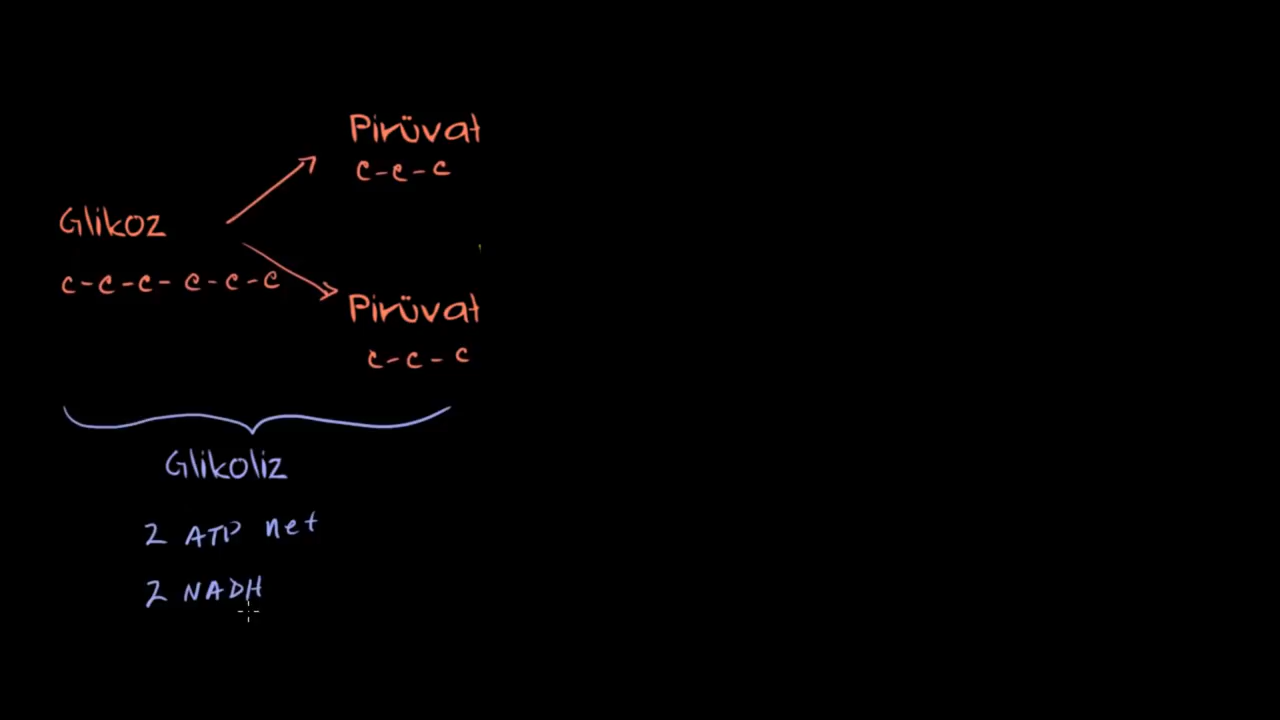 Pirüvat
c-c-c
Glikoz
c-c-c-c-c-c
Pirüvat
c-c-c
Glikoliz
2 ATP net
2 NADH